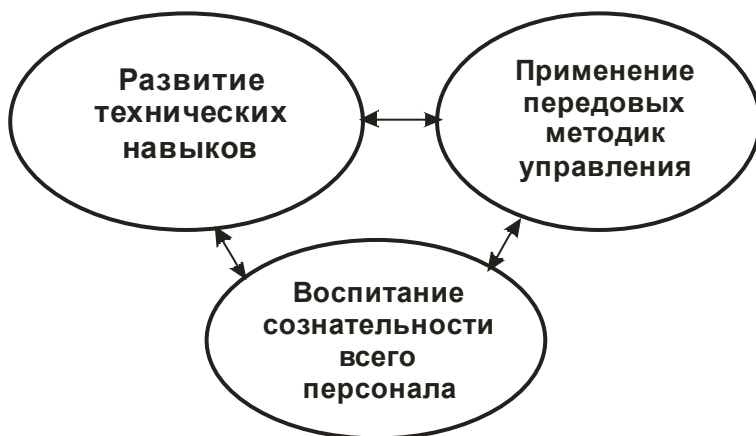 Развитие
технических
навыков
Применение
передовых
методик
управления
Воспитание
сознательности
всего
персонала